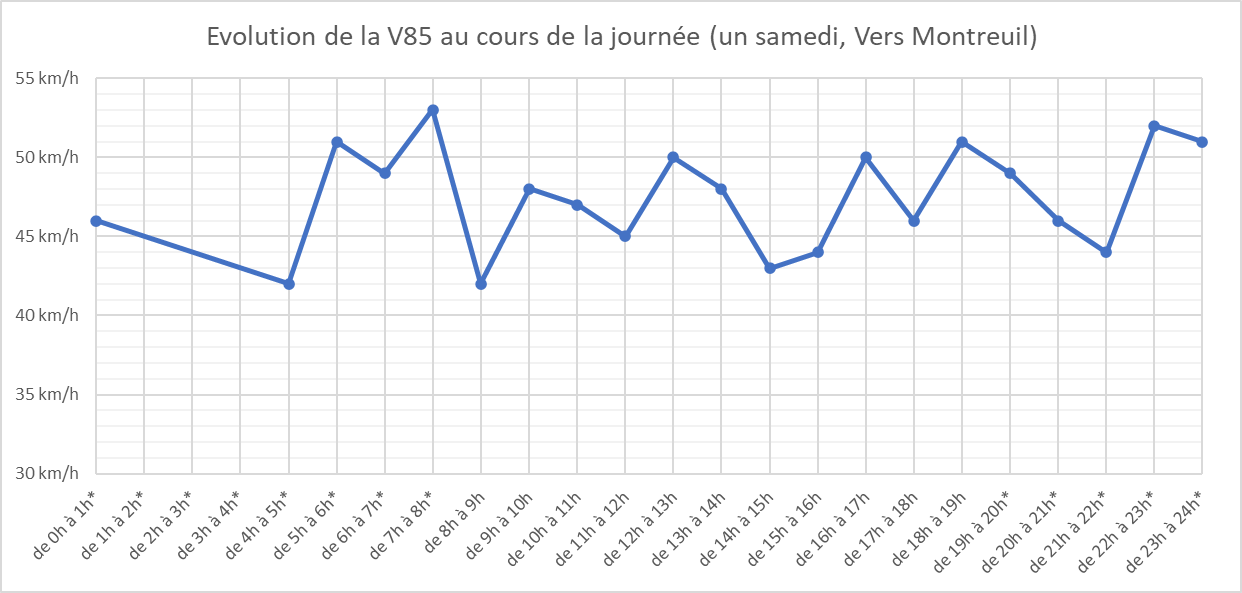 Evolution de la V85 au cours de la journée (un samedi, Vers Montreuil)
55 km/h
50 km/h
45 km/h
40 km/h
35 km/h
30 km/h
de 0h à 1h*
de 1h à 2h*
de 2h à 3h*
de 3h à 4h*
de 4h à 5h*
de 5h à 6h*
de 6h à 7h*
de 7h à 8h*
de 8h à 9h
de 9h à 10h
de 10h à 11h
de 11h à 12h
de 12h à 13h
de 13h à 14h
de 14h à 15h
de 15h à 16h
de 16h à 17h
de 17h à 18h
de 18h à 19h
de 19h à 20h*
de 20h à 21h*
de 21h à 22h*
de 22h à 23h*
de 23h à 24h*